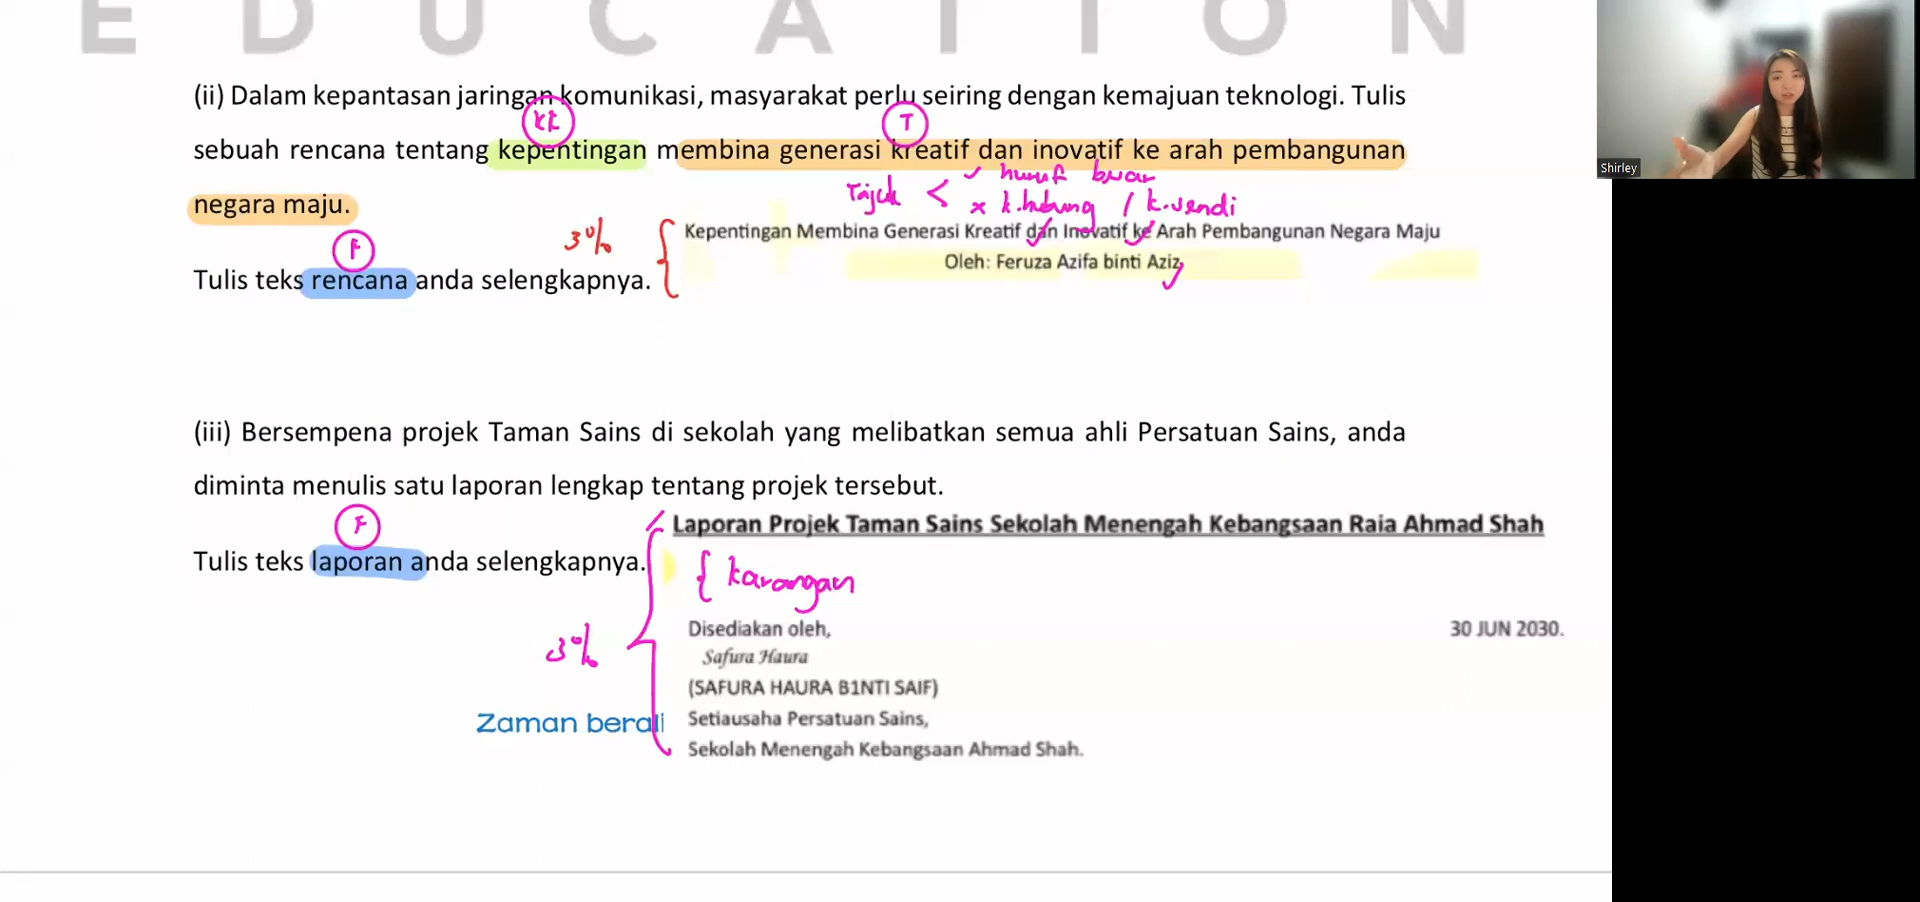 EDUCATION
(ii) Dalam kepantasan jaringan komunikasi, masyarakat perlu seiring dengan kemajuan teknologi. Tulis
KK
T
sebuah rencana tentang kepentingan membina generasi kreatif dan inovatif ke arah pembangunan
negara maju.
Tajuk < ✓ huruf besar
x k.hubung / k.sendi
F
3%
Kepentingan Membina Generasi Kreatif dan Inovatif ke Arah Pembangunan Negara Maju
Oleh: Feruza Azifa binti Aziz
Tulis teks rencana anda selengkapnya.
(iii) Bersempena projek Taman Sains di sekolah yang melibatkan semua ahli Persatuan Sains, anda
diminta menulis satu laporan lengkap tentang projek tersebut.
F
Laporan Projek Taman Sains Sekolah Menengah Kebangsaan Raja Ahmad Shah
Tulis teks laporan anda selengkapnya.
karangan
3%
Disediakan oleh, 30 JUN 2030.
Safura Haura
(SAFURA HAURA B1NTI SAIF)
Zaman berali
Setiausaha Persatuan Sains,
Sekolah Menengah Kebangsaan Ahmad Shah.
Shirley